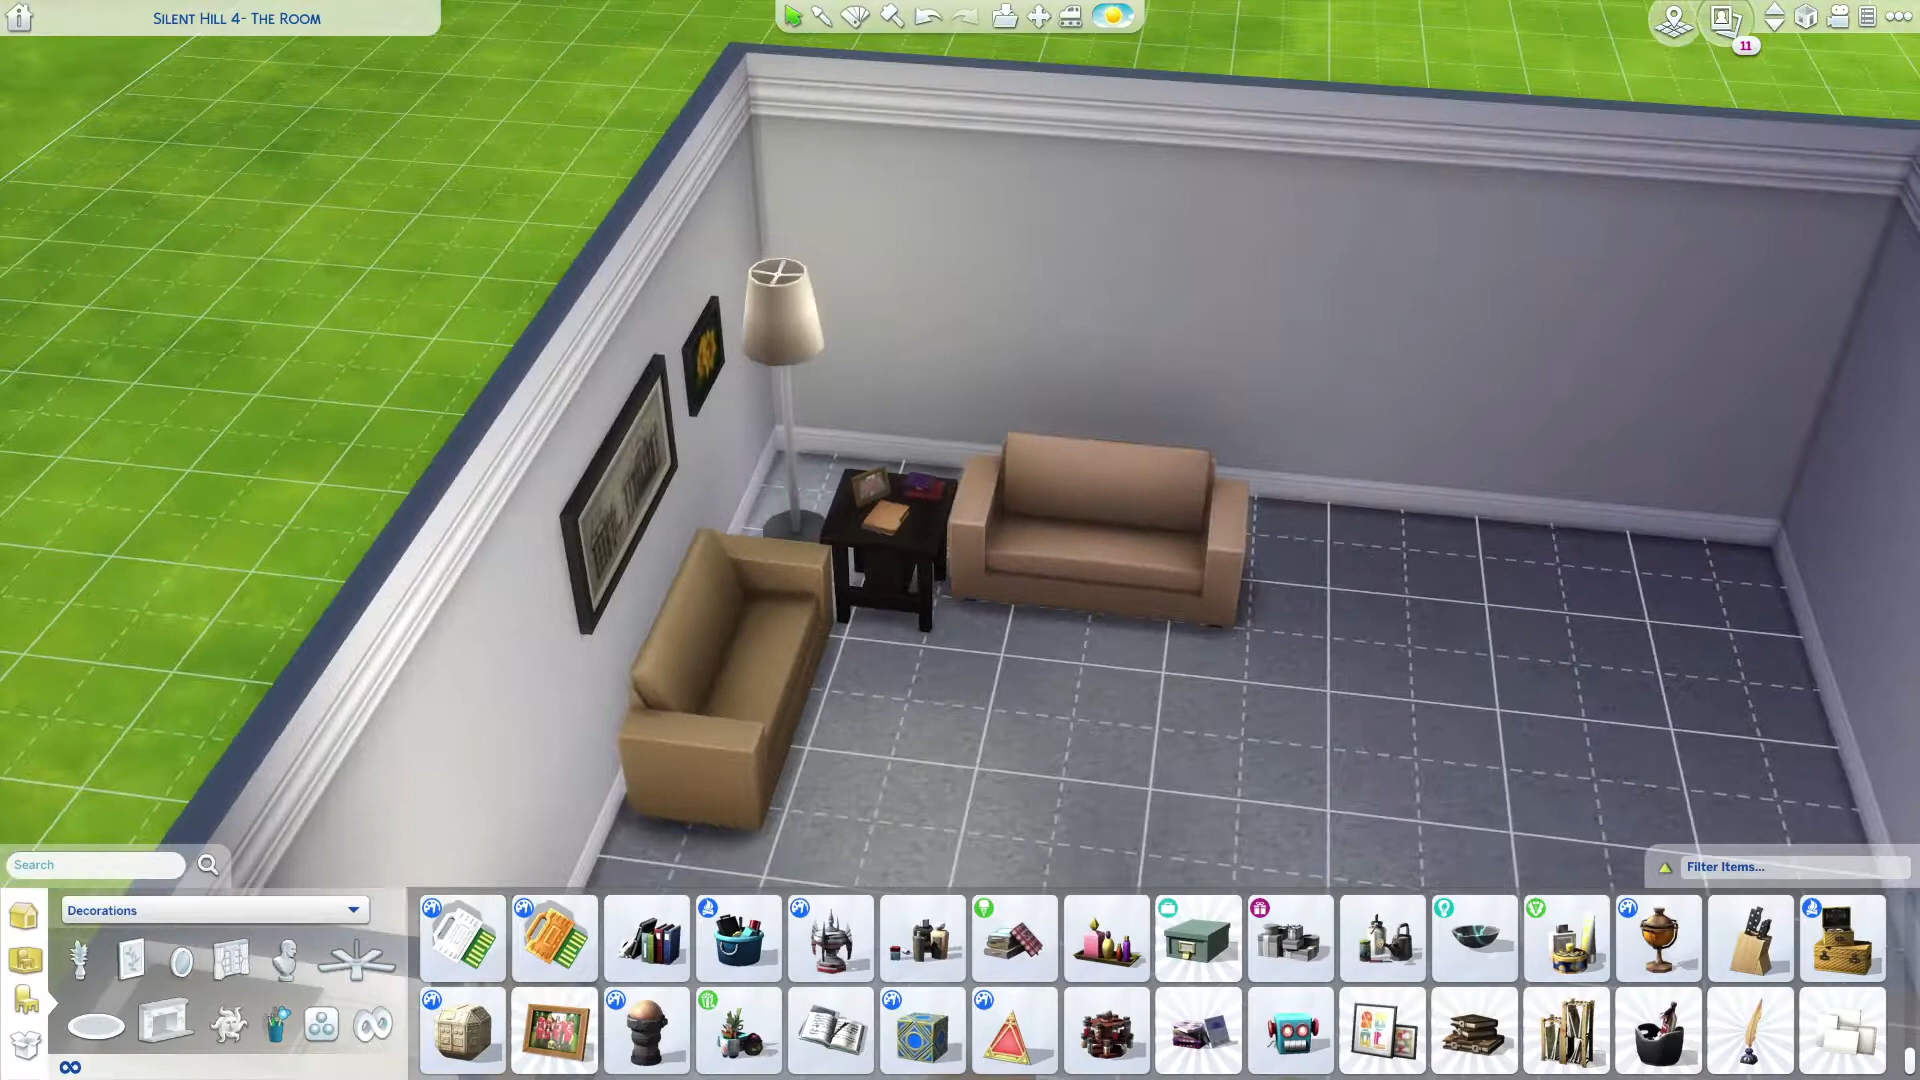 SILENT HILL 4- THE ROOM
11
Search
Filter Items...
Decorations